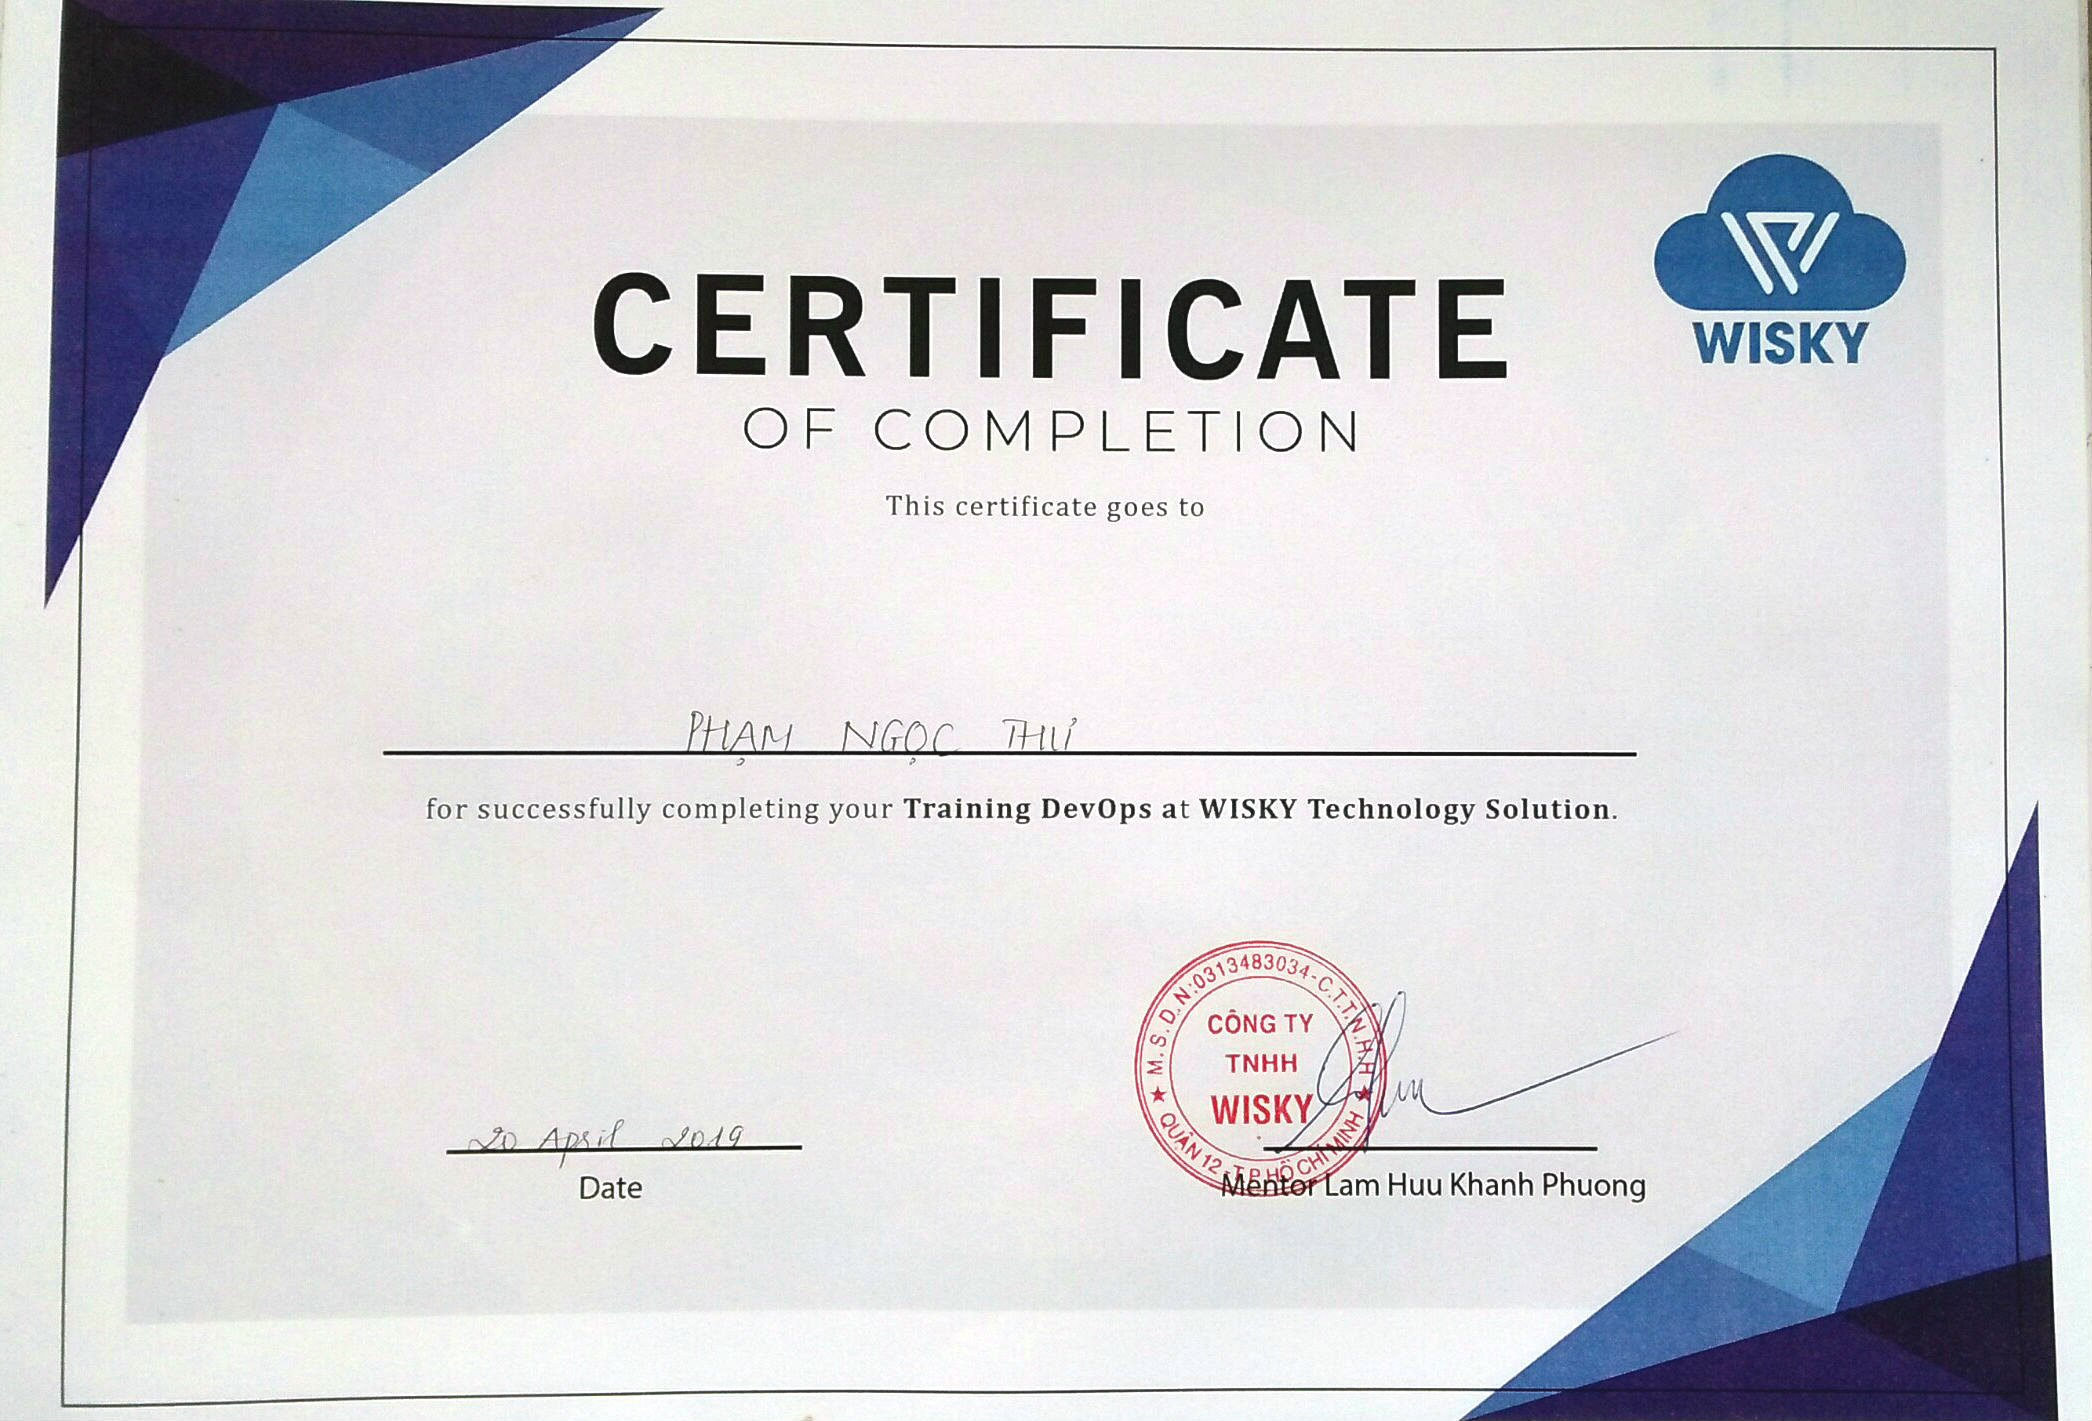 WISKY
CERTIFICATE
OF COMPLETION
This certificate goes to
PHẠM NGỌC THƯ
for successfully completing your Training DevOps at WISKY Technology Solution.
M.S.D.N:0313483034-C.T.T.N.H.H
CÔNG TY
TNHH
WISKY
QUẬN 12-T.P HỒ CHÍ MINH
20 April 2019
Date
Mentor Lam Huu Khanh Phuong